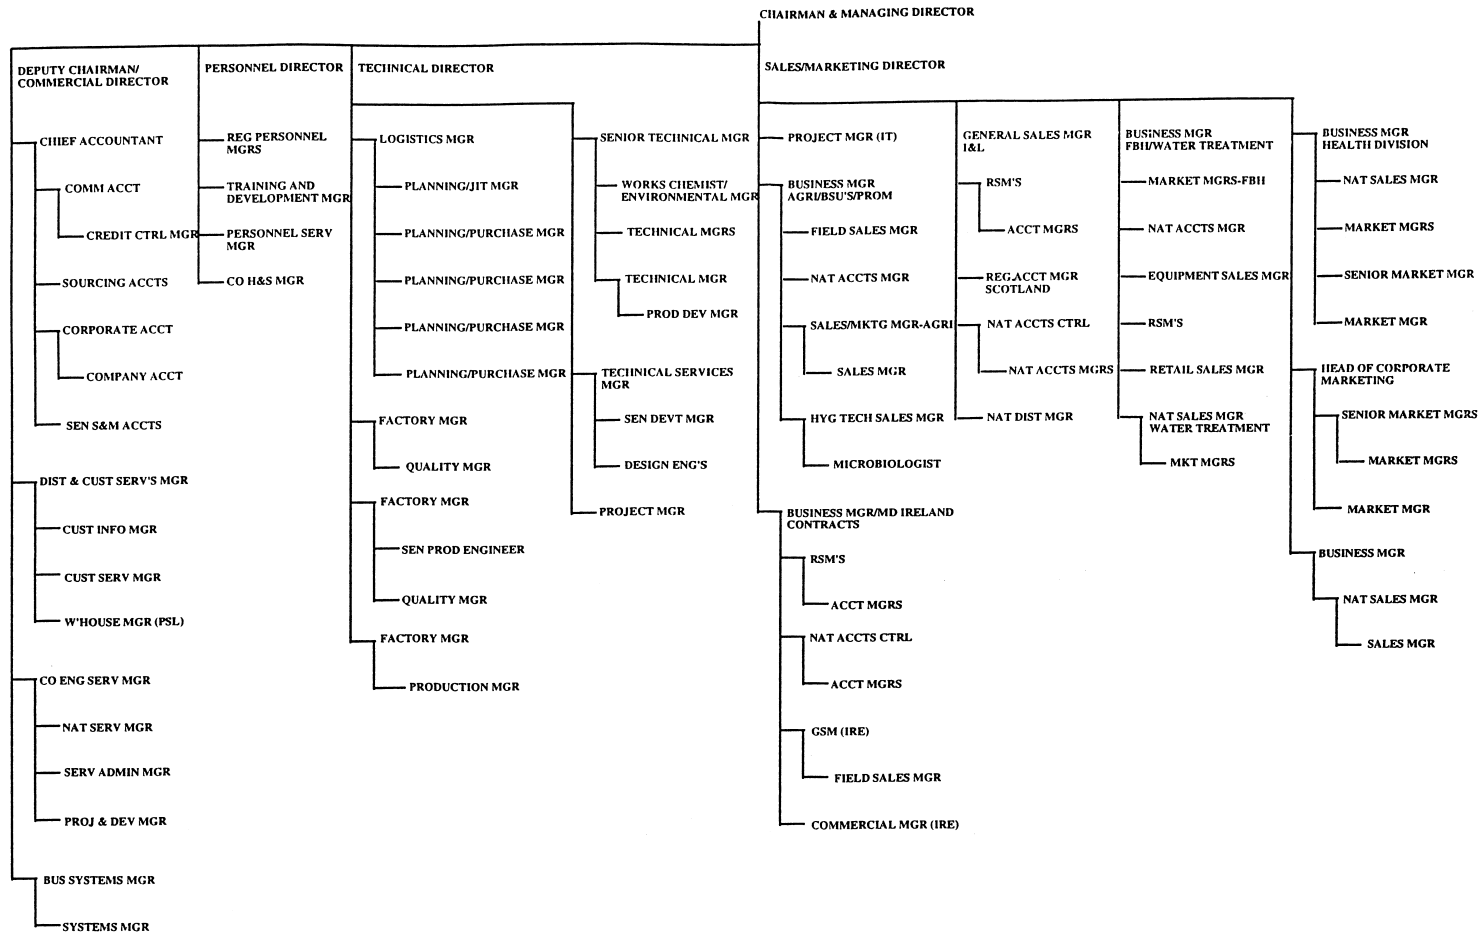 CHAIRMAN & MANAGING DIRECTOR
DEPUTY CHAIRMAN/
COMMERCIAL DIRECTOR
CHIEF ACCOUNTANT
COMM ACCT
CREDIT CTRL MGR
SOURCING ACCTS
CORPORATE ACCT
COMPANY ACCT
SEN S&M ACCTS
DIST & CUST SERV'S MGR
CUST INFO MGR
CUST SERV MGR
W'HOUSE MGR (PSL)
CO ENG SERV MGR
NAT SERV MGR
SERV ADMIN MGR
PROJ & DEV MGR
BUS SYSTEMS MGR
SYSTEMS MGR
PERSONNEL DIRECTOR
REG PERSONNEL
MGRS
TRAINING AND
DEVELOPMENT MGR
PERSONNEL SERV
MGR
CO H&S MGR
TECHNICAL DIRECTOR
LOGISTICS MGR
PLANNING/JIT MGR
PLANNING/PURCHASE MGR
PLANNING/PURCHASE MGR
PLANNING/PURCHASE MGR
PLANNING/PURCHASE MGR
FACTORY MGR
QUALITY MGR
FACTORY MGR
SEN PROD ENGINEER
QUALITY MGR
FACTORY MGR
PRODUCTION MGR
SENIOR TECHNICAL MGR
WORKS CHEMIST/
ENVIRONMENTAL MGR
TECHNICAL MGRS
TECHNICAL MGR
PROD DEV MGR
TECHNICAL SERVICES
MGR
SEN DEVT MGR
DESIGN ENG'S
PROJECT MGR
SALES/MARKETING DIRECTOR
PROJECT MGR (IT)
BUSINESS MGR
AGRI/BSU'S/PROM
FIELD SALES MGR
NAT ACCTS MGR
SALES/MKTG MGR-AGRI
SALES MGR
HYG TECH SALES MGR
MICROBIOLOGIST
BUSINESS MGR/MD IRELAND
CONTRACTS
RSM'S
ACCT MGRS
NAT ACCTS CTRL
ACCT MGRS
GSM (IRE)
FIELD SALES MGR
COMMERCIAL MGR (IRE)
GENERAL SALES MGR
I&L
RSM'S
ACCT MGRS
REG.ACCT MGR
SCOTLAND
NAT ACCTS CTRL
NAT ACCTS MGRS
NAT DIST MGR
BUSINESS MGR
FBII/WATER TREATMENT
MARKET MGRS-FBII
NAT ACCTS MGR
EQUIPMENT SALES MGR
RSM'S
RETAIL SALES MGR
NAT SALES MGR
WATER TREATMENT
MKT MGRS
BUSINESS MGR
HEALTH DIVISION
NAT SALES MGR
MARKET MGRS
SENIOR MARKET MGR
MARKET MGR
HEAD OF CORPORATE
MARKETING
SENIOR MARKET MGRS
MARKET MGRS
MARKET MGR
BUSINESS MGR
NAT SALES MGR
SALES MGR